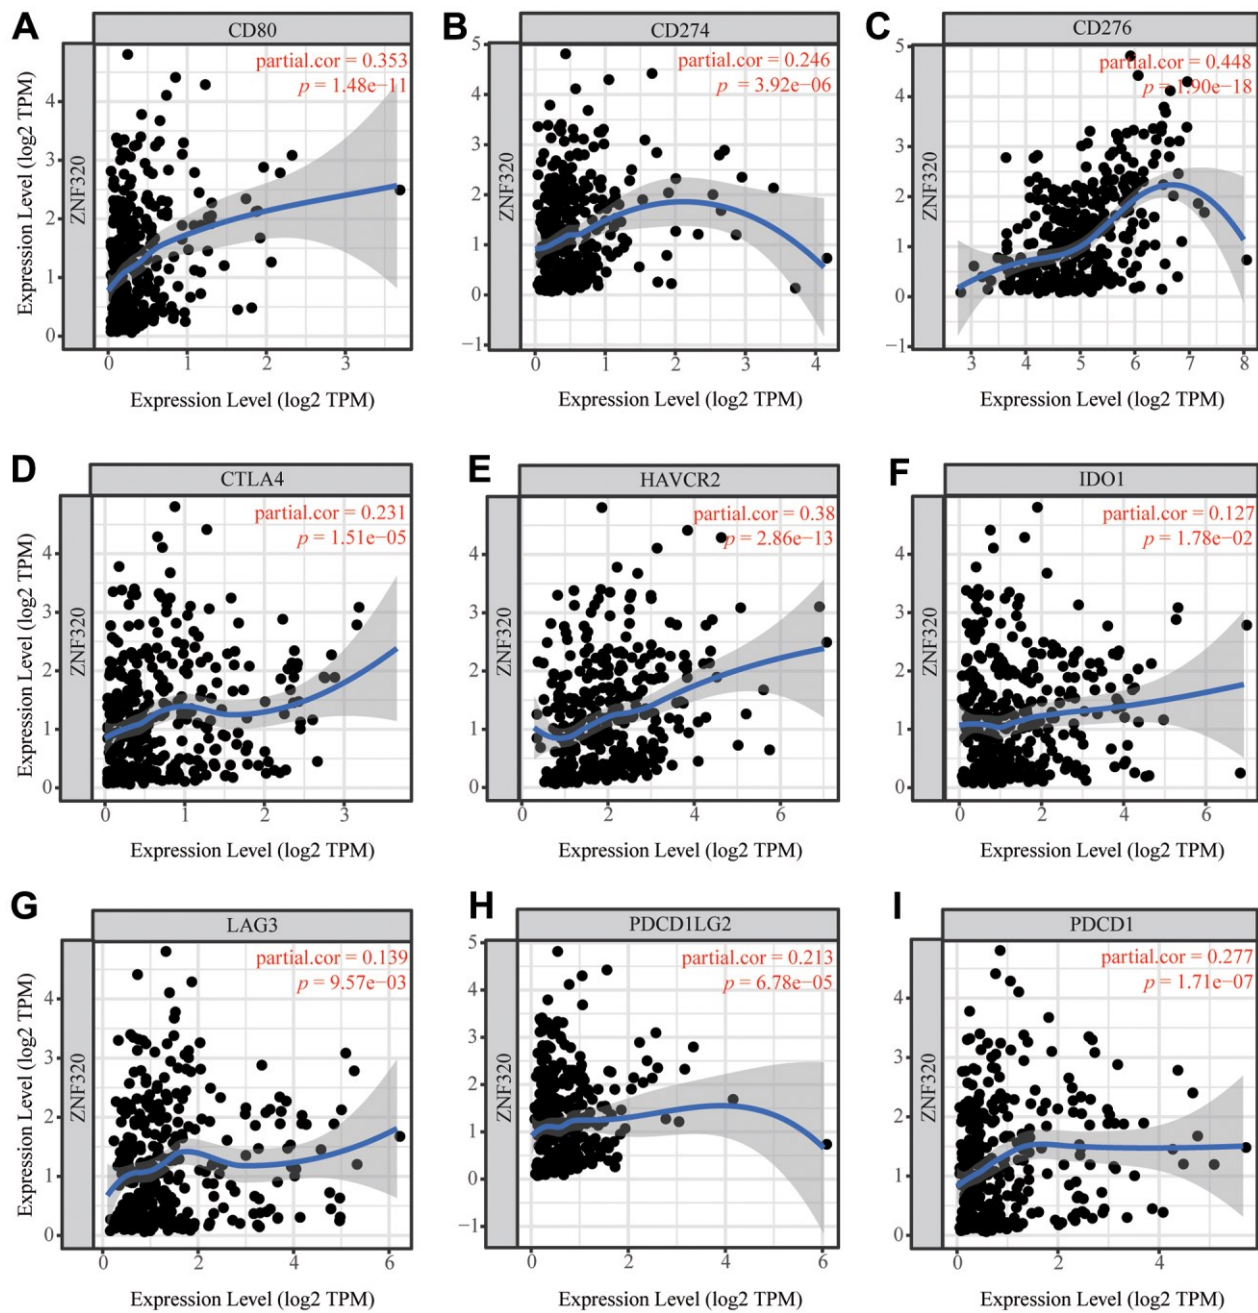 A
CD80
partial.cor = 0.353
p = 1.48e−11
Expression Level (log2 TPM)
ZNF320
4
3
2
1
0
0 1 2 3
Expression Level (log2 TPM)
B
CD274
partial.cor = 0.246
p = 3.92e−06
ZNF320
5
4
3
2
1
0
−1
0 1 2 3 4
Expression Level (log2 TPM)
C
CD276
partial.cor = 0.448
p = 1.90e−18
ZNF320
5
4
3
2
1
0
−1
3 4 5 6 7 8
Expression Level (log2 TPM)
D
CTLA4
partial.cor = 0.231
p = 1.51e−05
Expression Level (log2 TPM)
ZNF320
4
3
2
1
0
0 1 2 3
Expression Level (log2 TPM)
E
HAVCR2
partial.cor = 0.38
p = 2.86e−13
ZNF320
4
3
2
1
0
0 2 4 6
Expression Level (log2 TPM)
F
IDO1
partial.cor = 0.127
p = 1.78e−02
ZNF320
4
3
2
1
0
0 2 4 6
Expression Level (log2 TPM)
G
LAG3
partial.cor = 0.139
p = 9.57e−03
Expression Level (log2 TPM)
ZNF320
4
3
2
1
0
0 2 4 6
Expression Level (log2 TPM)
H
PDCD1LG2
partial.cor = 0.213
p = 6.78e−05
ZNF320
5
4
3
2
1
0
−1
0 2 4 6
Expression Level (log2 TPM)
I
PDCD1
partial.cor = 0.277
p = 1.71e−07
ZNF320
4
3
2
1
0
0 2 4
Expression Level (log2 TPM)